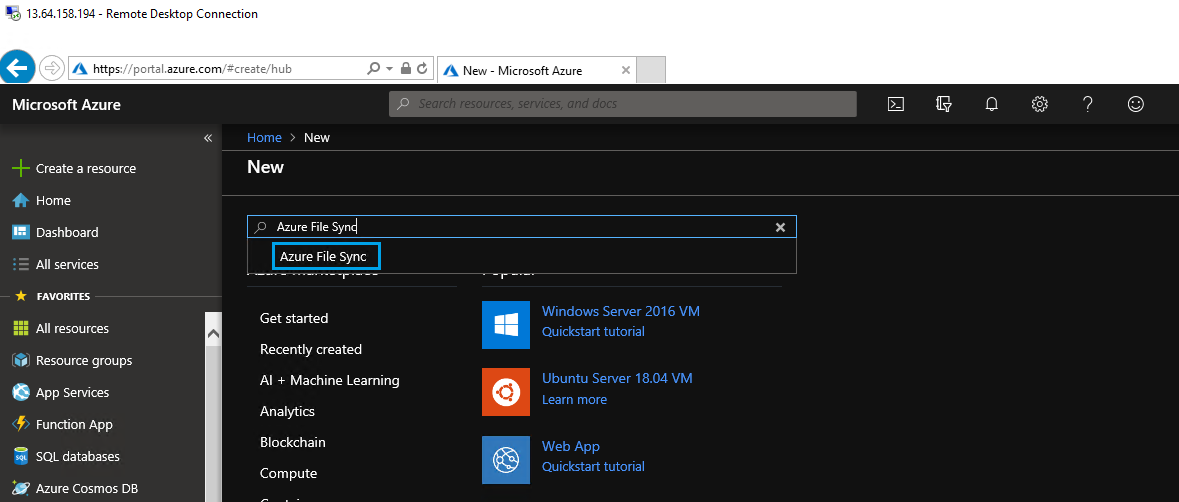 13.64.158.194 - Remote Desktop Connection
https://portal.azure.com/#create/hub
New - Microsoft Azure
Microsoft Azure
Search resources, services, and docs
Create a resource
Home
Dashboard
All services
FAVORITES
All resources
Resource groups
App Services
Function App
SQL databases
Azure Cosmos DB
Home > New
New
Azure File Sync
Azure File Sync
Azure Marketplace
Popular
Get started
Recently created
AI + Machine Learning
Analytics
Blockchain
Compute
Windows Server 2016 VM
Quickstart tutorial
Ubuntu Server 18.04 VM
Learn more
Web App
Quickstart tutorial